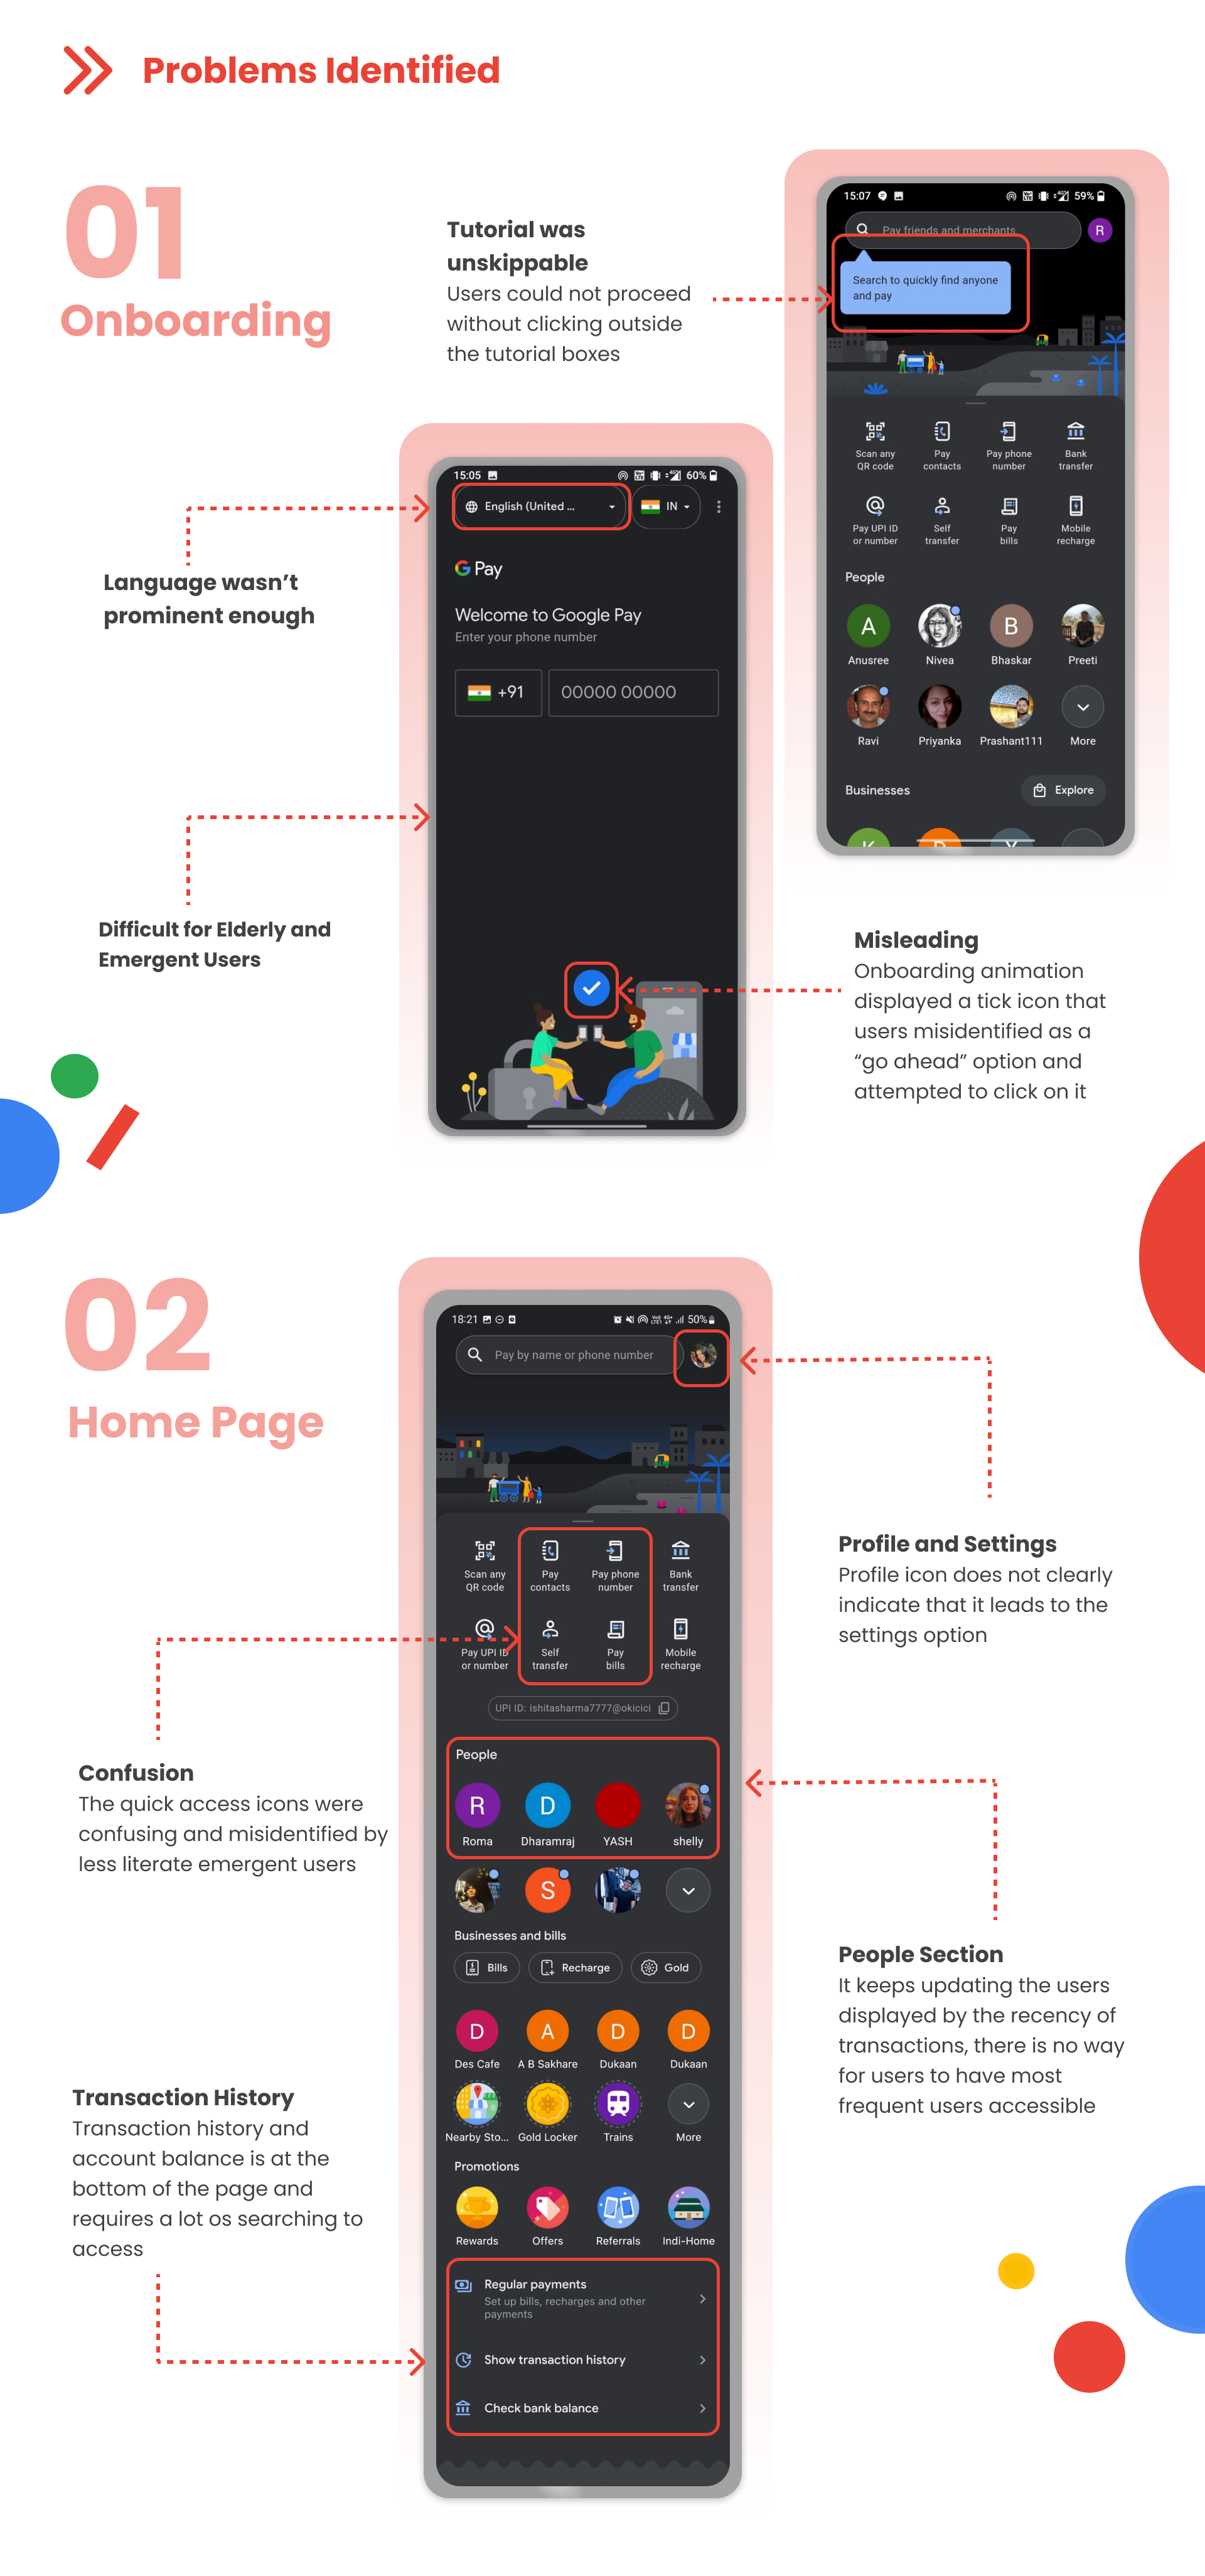 Problems Identified
01
Onboarding
Tutorial was
unskippable
Users could not proceed
without clicking outside
the tutorial boxes
15:07
59%
Pay friends and merchants
R
Search to quickly find anyone
and pay
Scan any
QR code
Pay
contacts
Pay phone
number
Bank
transfer
Pay UPI ID
or number
Self
transfer
Pay
bills
Mobile
recharge
People
A
B
Anusree
Nivea
Bhaskar
Preeti
Ravi
Priyanka
Prashant111
More
Businesses
Explore
Language wasn't
prominent enough
Difficult for Elderly and
Emergent Users
15:05
60%
English (United ...
IN
G Pay
Welcome to Google Pay
Enter your phone number
+91
00000 00000
Misleading
Onboarding animation
displayed a tick icon that
users misidentified as a
“go ahead” option and
attempted to click on it
02
Home Page
18:21
50%
Pay by name or phone number
Scan any
QR code
Pay
contacts
Pay phone
number
Bank
transfer
Pay UPI ID
or number
Self
transfer
Pay
bills
Mobile
recharge
UPI ID: ishitasharma7777@okicici
People
R
D
Roma
Dharamraj
YASH
shelly
S
Businesses and bills
Bills
Recharge
Gold
D
A
D
D
Des Cafe
A B Sakhare
Dukaan
Dukaan
Nearby Sto...
Gold Locker
Trains
More
Promotions
Rewards
Offers
Referrals
Indi-Home
Regular payments
Set up bills, recharges and other
payments
Show transaction history
Check bank balance
Profile and Settings
Profile icon does not clearly
indicate that it leads to the
settings option
Confusion
The quick access icons were
confusing and misidentified by
less literate emergent users
People Section
It keeps updating the users
displayed by the recency of
transactions, there is no way
for users to have most
frequent users accessible
Transaction History
Transaction history and
account balance is at the
bottom of the page and
requires a lot os searching to
access